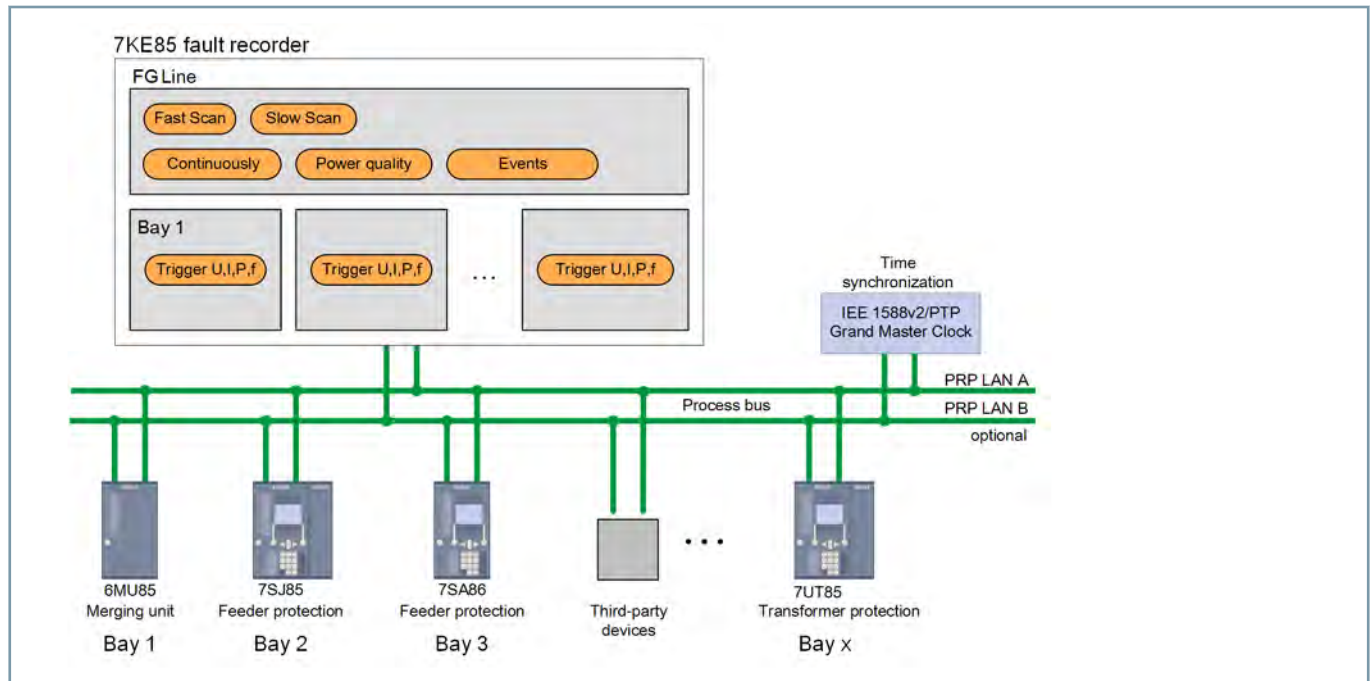 7KE85 fault recorder
FG Line
Fast Scan
Slow Scan
Continuously
Power quality
Events
Bay 1
Trigger U,I,P,f
Trigger U,I,P,f
...
Trigger U,I,P,f
Time
synchronization
IEE 1588v2/PTP
Grand Master Clock
PRP LAN A
Process bus
PRP LAN B
optional
6MU85
Merging unit
Bay 1
7SJ85
Feeder protection
Bay 2
7SA86
Feeder protection
Bay 3
Third-party
devices
...
7UT85
Transformer protection
Bay x